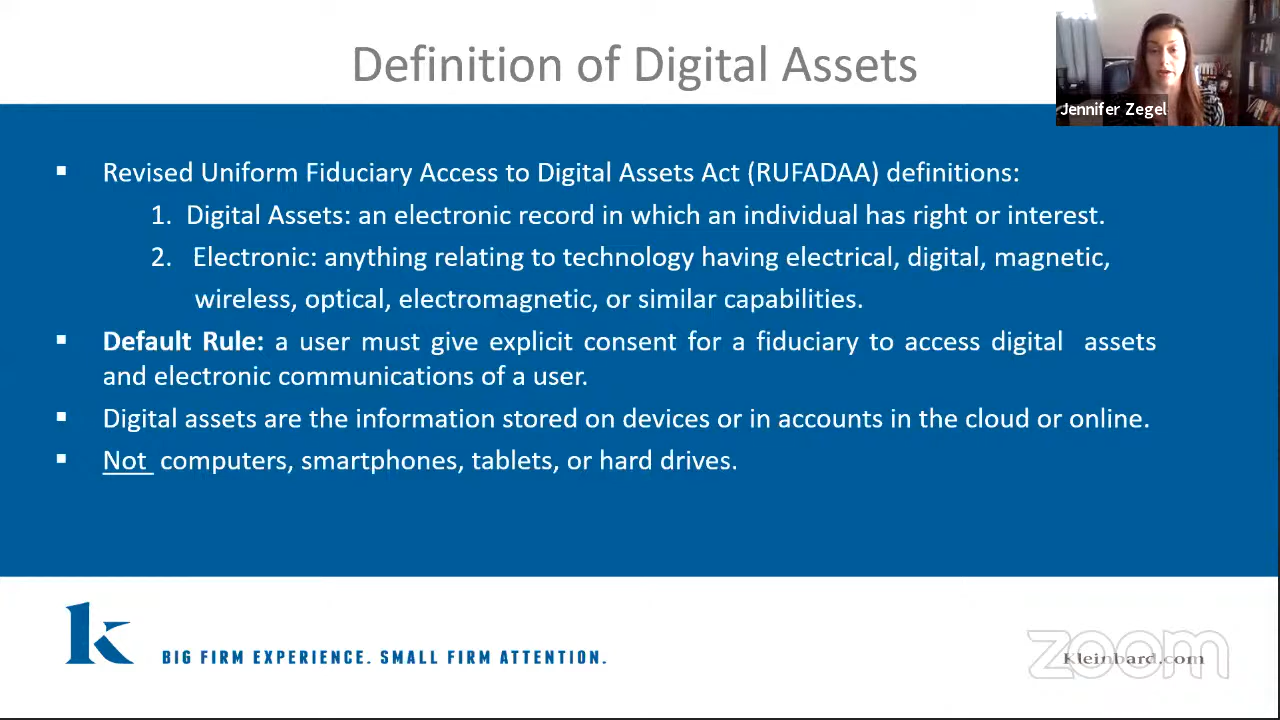 Definition of Digital Assets
Jennifer Zegel
▪ Revised Uniform Fiduciary Access to Digital Assets Act (RUFADAA) definitions:
1. Digital Assets: an electronic record in which an individual has right or interest.
2. Electronic: anything relating to technology having electrical, digital, magnetic,
wireless, optical, electromagnetic, or similar capabilities.
▪ Default Rule: a user must give explicit consent for a fiduciary to access digital assets
and electronic communications of a user.
▪ Digital assets are the information stored on devices or in accounts in the cloud or online.
▪ Not computers, smartphones, tablets, or hard drives.
k
BIG FIRM EXPERIENCE. SMALL FIRM ATTENTION.
zoom
Kleinbard.com